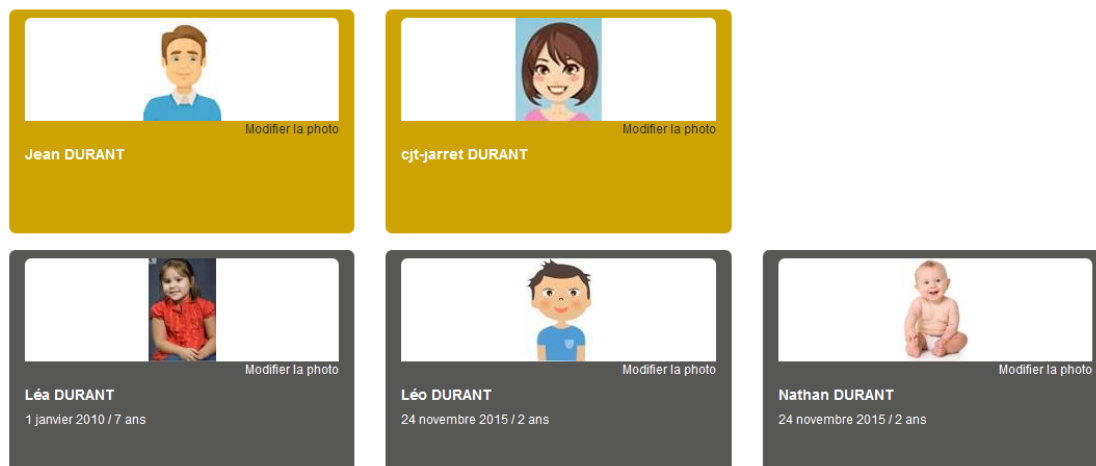 Modifier la photo
Jean DURANT
Modifier la photo
cjt-jarret DURANT
Modifier la photo
Léa DURANT
1 janvier 2010 / 7 ans
Modifier la photo
Léo DURANT
24 novembre 2015 / 2 ans
Modifier la photo
Nathan DURANT
24 novembre 2015 / 2 ans